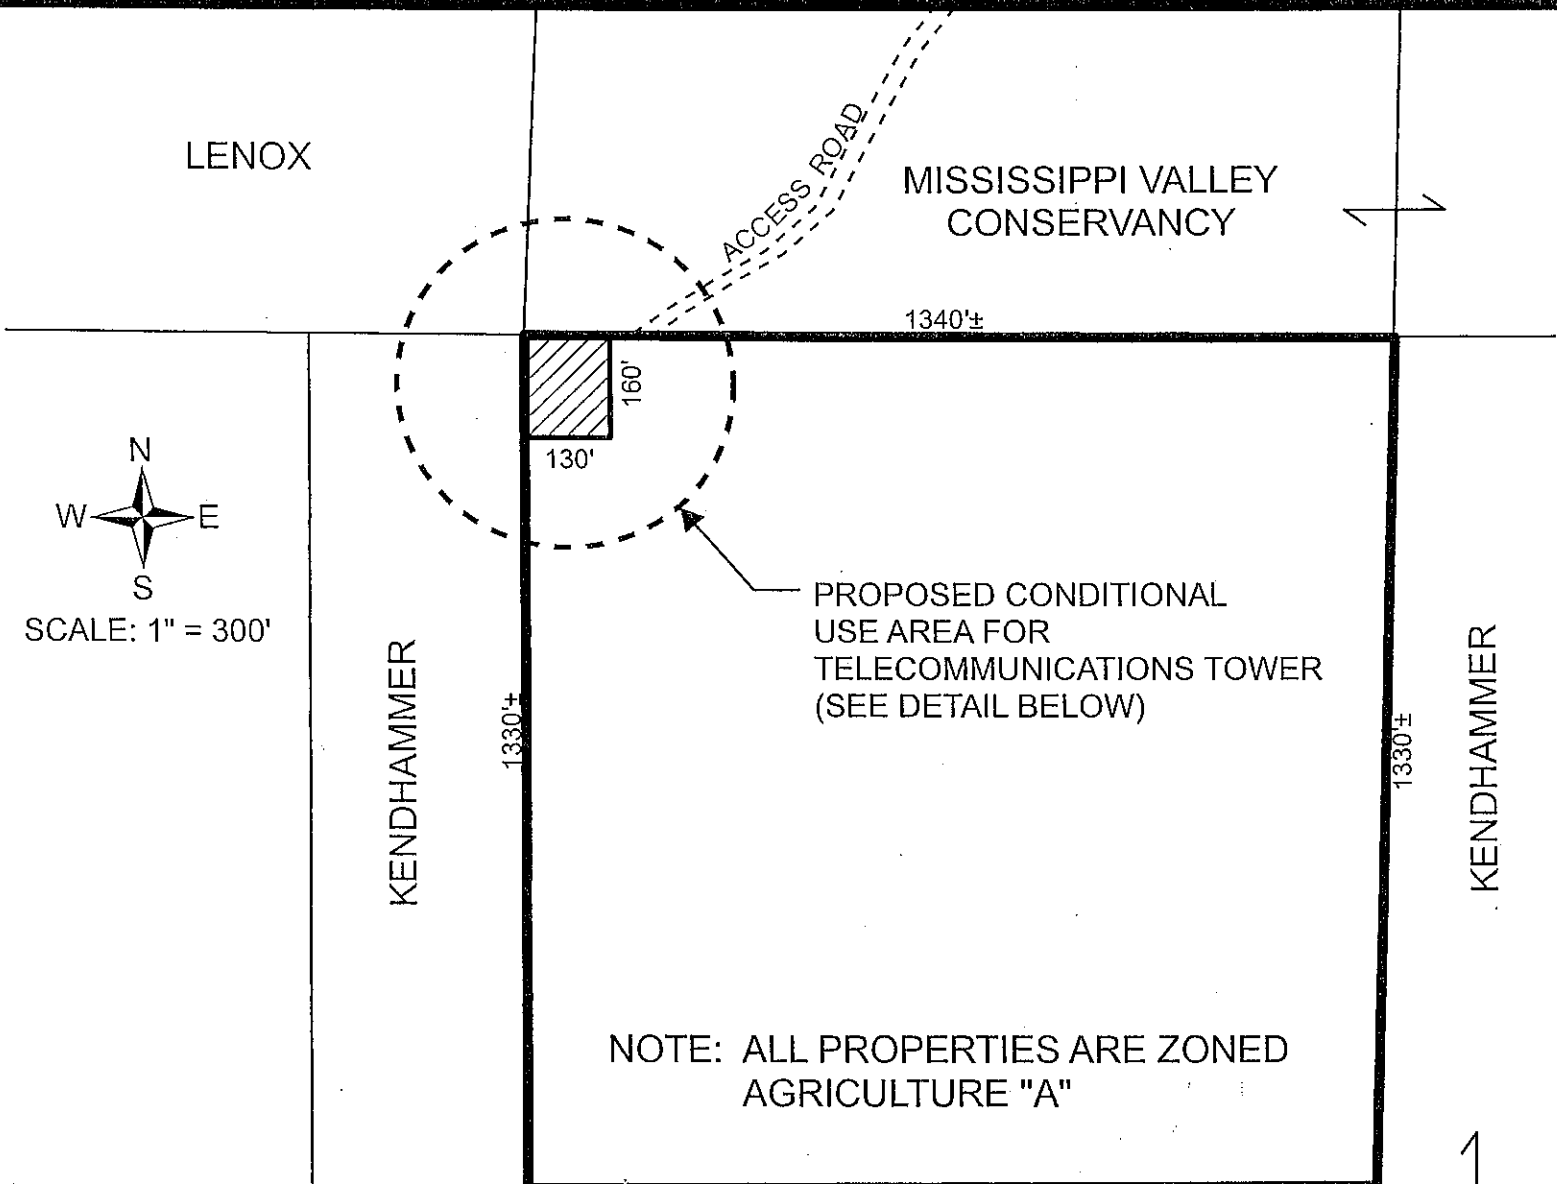 LENOX
ACCESS ROAD
MISSISSIPPI VALLEY
CONSERVANCY
1340'±
160'
130'
N
W E
S
SCALE: 1" = 300'
PROPOSED CONDITIONAL
USE AREA FOR
TELECOMMUNICATIONS TOWER
(SEE DETAIL BELOW)
KENDHAMMER
1330'±
1330'±
KENDHAMMER
NOTE: ALL PROPERTIES ARE ZONED
AGRICULTURE "A"